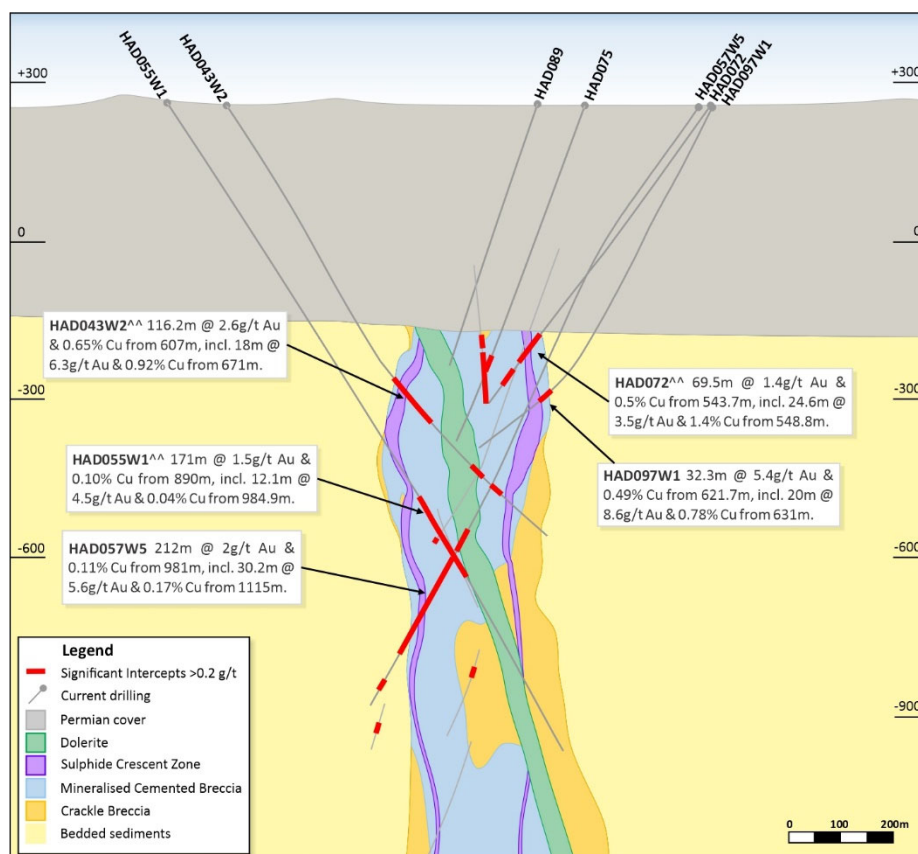 HAD055W1
HAD043W2
HAD089
HAD075
HAD057W5
HAD072
HAD097W1
+300
+300
0
0
HAD043W2^^ 116.2m @ 2.6g/t Au
& 0.65% Cu from 607m, incl. 18m @
6.3g/t Au & 0.92% Cu from 671m.
-300
-300
HAD072^^ 69.5m @ 1.4g/t Au &
0.5% Cu from 543.7m, incl. 24.6m @
3.5g/t Au & 1.4% Cu from 548.8m.
HAD055W1^^ 171m @ 1.5g/t Au &
0.10% Cu from 890m, incl. 12.1m @
4.5g/t Au & 0.04% Cu from 984.9m.
HAD097W1 32.3m @ 5.4g/t Au &
0.49% Cu from 621.7m, incl. 20m @
8.6g/t Au & 0.78% Cu from 631m.
HAD057W5 212m @ 2g/t Au &
0.11% Cu from 981m, incl. 30.2m @
5.6g/t Au & 0.17% Cu from 1115m.
-600
-600
Legend
Significant Intercepts >0.2 g/t
Current drilling
Permian cover
Dolerite
Sulphide Crescent Zone
Mineralised Cemented Breccia
Crackle Breccia
Bedded sediments
-900
0 100 200m